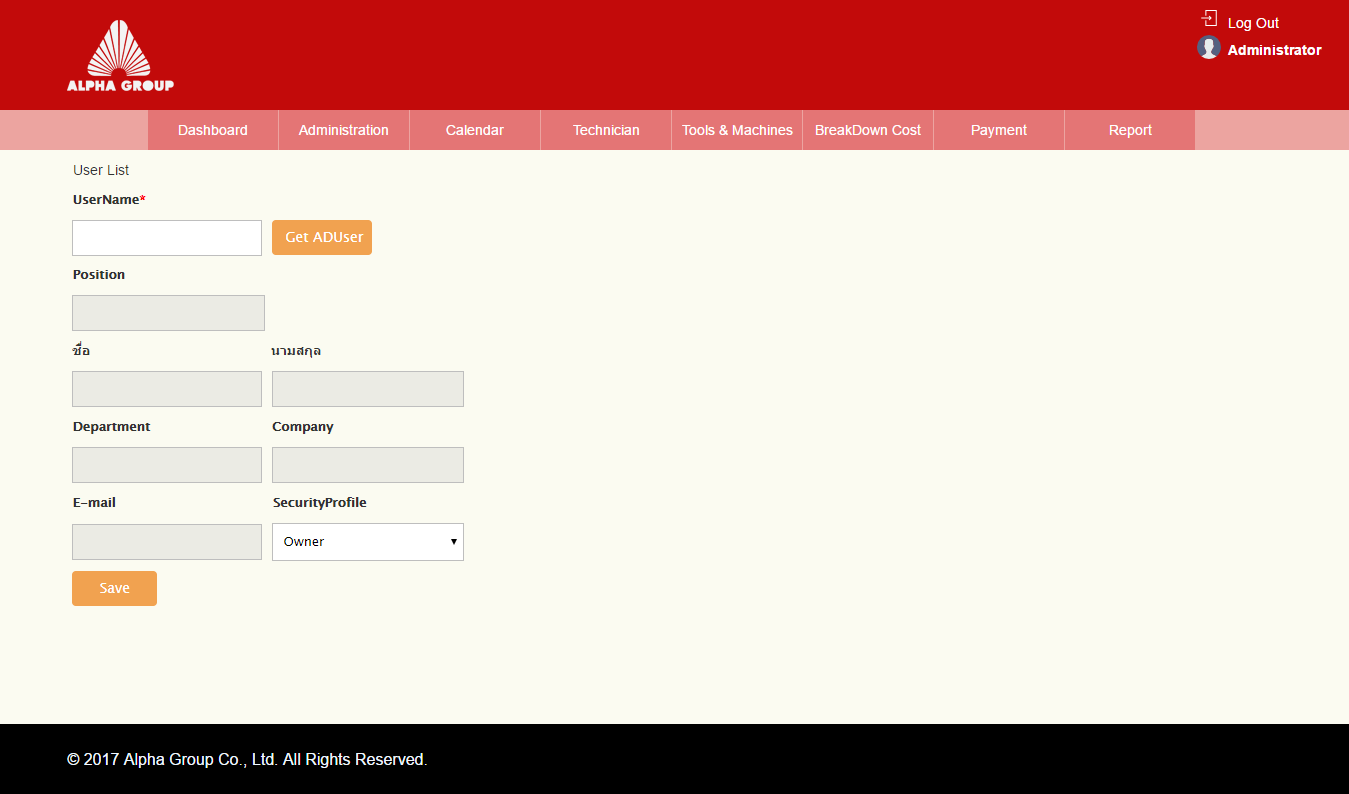 Log Out
Administrator
ALPHA GROUP
Dashboard Administration Calendar Technician Tools & Machines BreakDown Cost Payment Report
User List
UserName*
Get ADUser
Position
ชื่อ นามสกุล
Department Company
E-mail SecurityProfile
Owner
Save
© 2017 Alpha Group Co., Ltd. All Rights Reserved.